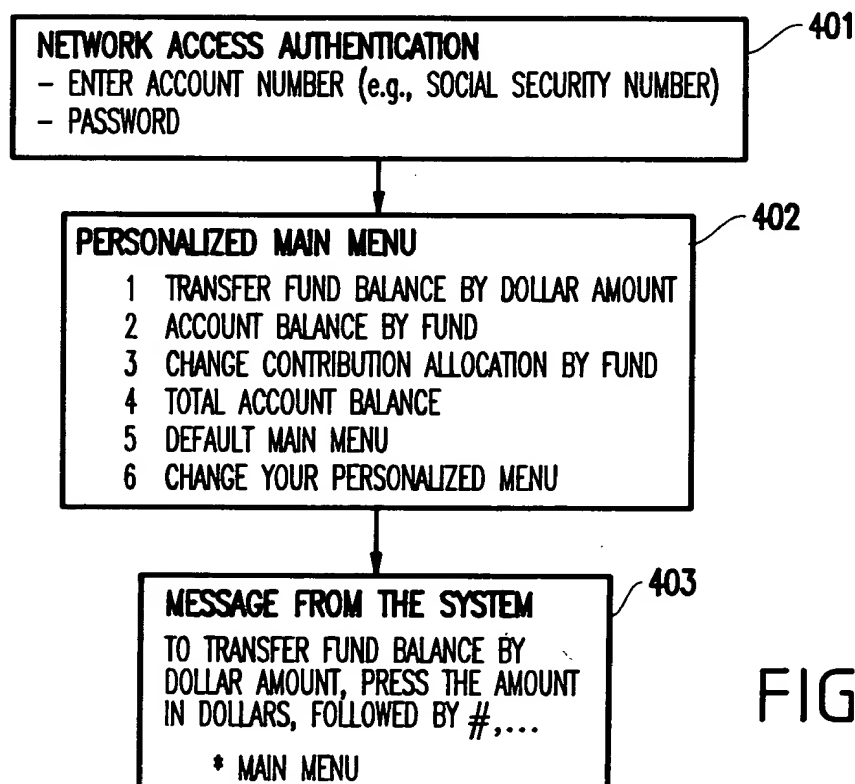 NETWORK ACCESS AUTHENTICATION
401
- ENTER ACCOUNT NUMBER (e.g., SOCIAL SECURITY NUMBER)
- PASSWORD
402
PERSONALIZED MAIN MENU
1 TRANSFER FUND BALANCE BY DOLLAR AMOUNT
2 ACCOUNT BALANCE BY FUND
3 CHANGE CONTRIBUTION ALLOCATION BY FUND
4 TOTAL ACCOUNT BALANCE
5 DEFAULT MAIN MENU
6 CHANGE YOUR PERSONALIZED MENU
403
MESSAGE FROM THE SYSTEM
TO TRANSFER FUND BALANCE BY
DOLLAR AMOUNT, PRESS THE AMOUNT
IN DOLLARS, FOLLOWED BY #,...
* MAIN MENU
FIG